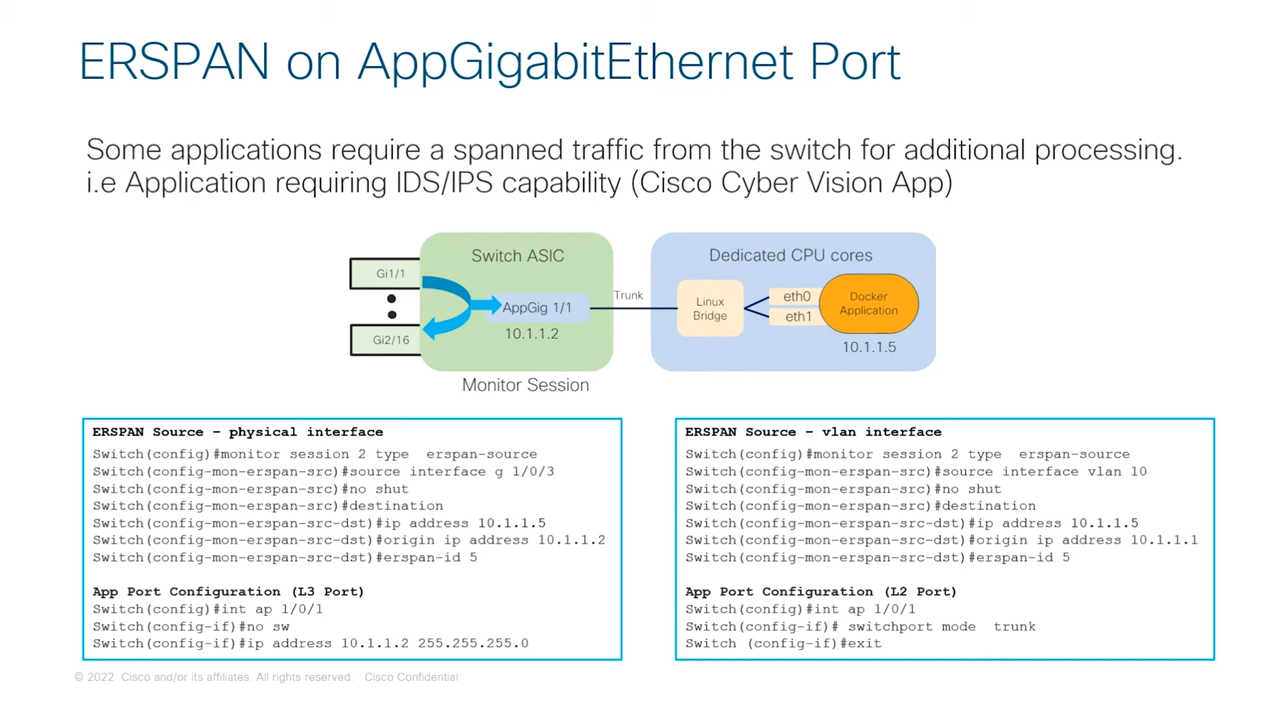 ERSPAN on AppGigabitEthernet Port
Some applications require a spanned traffic from the switch for additional processing.
i.e Application requiring IDS/IPS capability (Cisco Cyber Vision App)
Switch ASIC
Gi1/1
AppGig 1/1
10.1.1.2
Gi2/16
Monitor Session
Trunk
Dedicated CPU cores
Linux
Bridge
eth0
eth1
Docker
Application
10.1.1.5
ERSPAN Source – physical interface
Switch(config)#monitor session 2 type  erspan-source
Switch(config-mon-erspan-src)#source interface g 1/0/3
Switch(config-mon-erspan-src)#no shut
Switch(config-mon-erspan-src)#destination
Switch(config-mon-erspan-src-dst)#ip address 10.1.1.5
Switch(config-mon-erspan-src-dst)#origin ip address 10.1.1.2
Switch(config-mon-erspan-src-dst)#erspan-id 5
App Port Configuration (L3 Port)
Switch(config)#int ap 1/0/1
Switch(config-if)#no sw
Switch(config-if)#ip address 10.1.1.2 255.255.255.0
ERSPAN Source – vlan interface
Switch(config)#monitor session 2 type  erspan-source
Switch(config-mon-erspan-src)#source interface vlan 10
Switch(config-mon-erspan-src)#no shut
Switch(config-mon-erspan-src)#destination
Switch(config-mon-erspan-src-dst)#ip address 10.1.1.5
Switch(config-mon-erspan-src-dst)#origin ip address 10.1.1.1
Switch(config-mon-erspan-src-dst)#erspan-id 5
App Port Configuration (L2 Port)
Switch(config)#int ap 1/0/1
Switch(config-if)# switchport mode  trunk
Switch (config-if)#exit
© 2022 Cisco and/or its affiliates. All rights reserved. Cisco Confidential